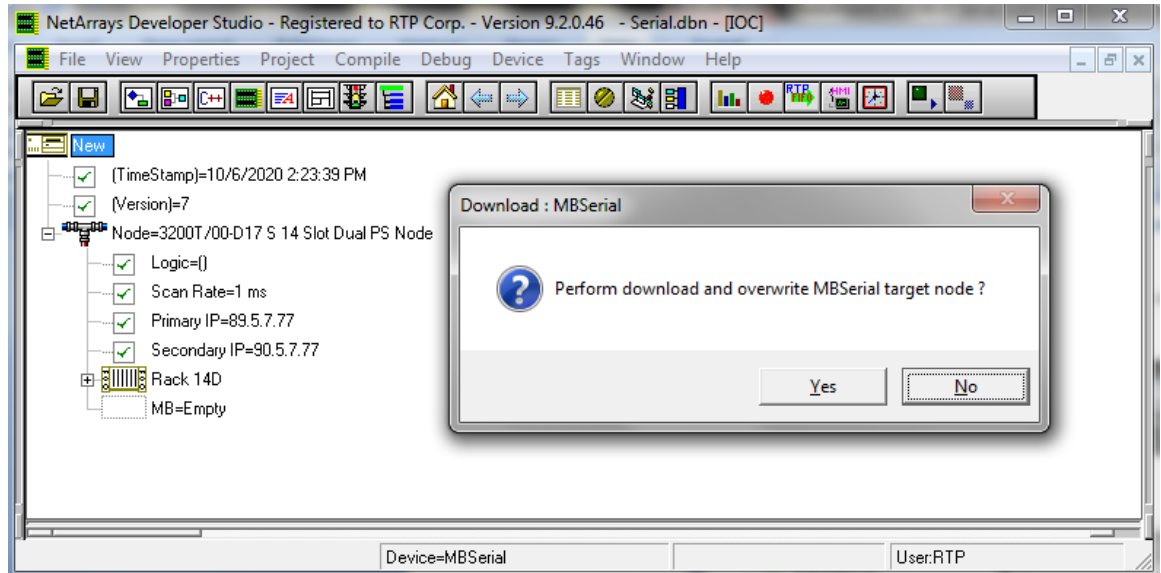 NetArrays Developer Studio - Registered to RTP Corp. - Version 9.2.0.46 - Serial.dbn - [IOC]
File View Properties Project Compile Debug Device Tags Window Help
C++ RTP INFO HMI
New
(TimeStamp)=10/6/2020 2:23:39 PM
(Version)=7
Node=3200T/00-D17 S 14 Slot Dual PS Node
Logic=()
Scan Rate=1 ms
Primary IP=89.5.7.77
Secondary IP=90.5.7.77
Rack 14D
MB=Empty
Download : MBSerial
Perform download and overwrite MBSerial target node ?
Yes No
Device=MBSerial User:RTP